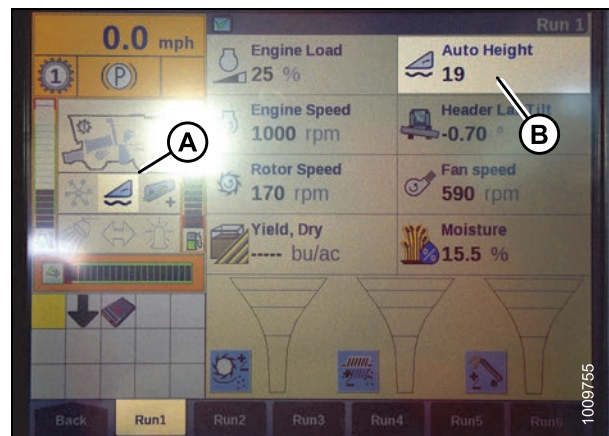 0.0 mph
1
(P)
A
Run 1
Engine Load
25 %
Auto Height
19
B
Engine Speed
1000 rpm
-0.70 °
Rotor Speed
170 rpm
Fan speed
590 rpm
Yield, Dry
----- bu/ac
Moisture
15.5 %
Back
Run1
Run2
Run3
Run4
Run5
Run6
1009755